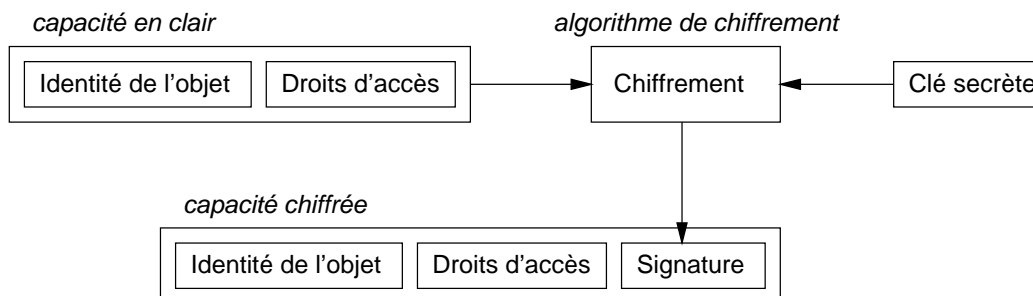 capacité en clair
algorithme de chiffrement
Identité de l'objet
Droits d'accès
Chiffrement
Clé secrète
capacité chiffrée
Identité de l'objet
Droits d'accès
Signature